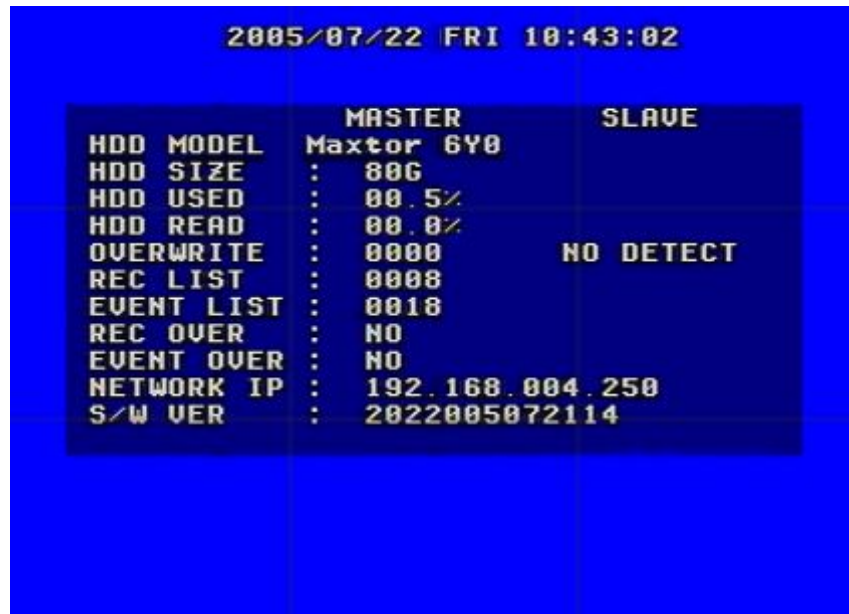 2005/07/22 FRI 10:43:02
MASTER SLAVE
HDD MODEL Maxtor 6Y0
HDD SIZE : 80G
HDD USED : 00.5%
HDD READ : 00.0%
OVERWRITE : 0000 NO DETECT
REC LIST : 0008
EVENT LIST : 0018
REC OVER : NO
EVENT OVER : NO
NETWORK IP : 192.168.004.250
S/W VER : 2022005072114